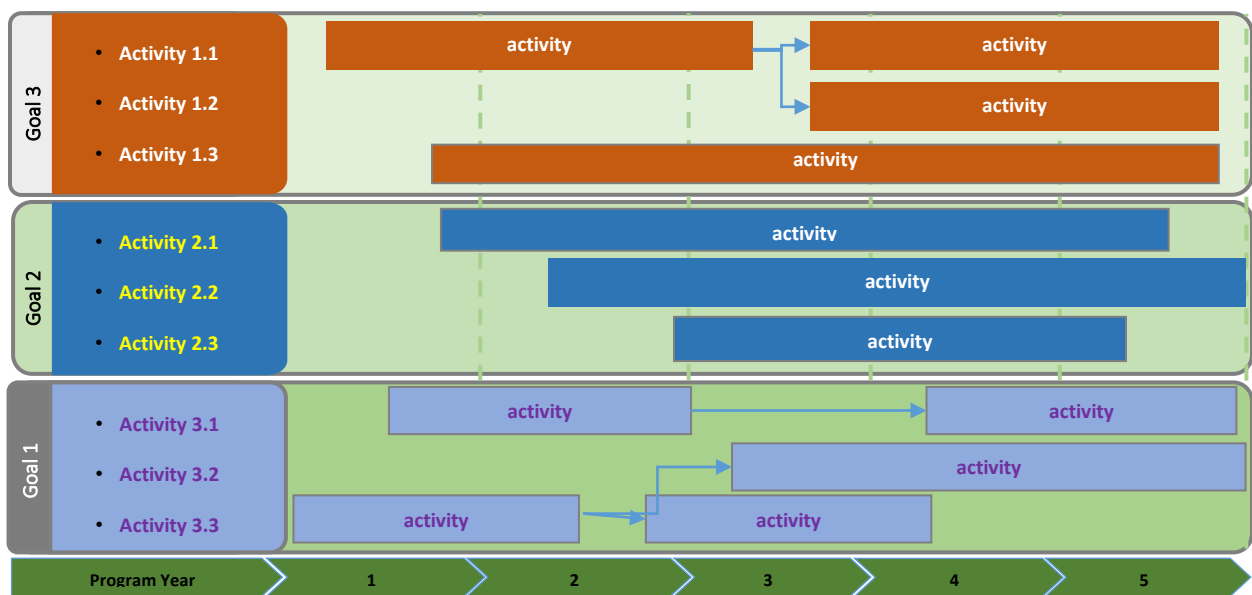 Goal 3
• Activity 1.1
• Activity 1.2
• Activity 1.3
activity
activity
activity
activity
Goal 2
• Activity 2.1
• Activity 2.2
• Activity 2.3
activity
activity
activity
Goal 1
• Activity 3.1
• Activity 3.2
• Activity 3.3
activity
activity
activity
activity
activity
Program Year
1
2
3
4
5